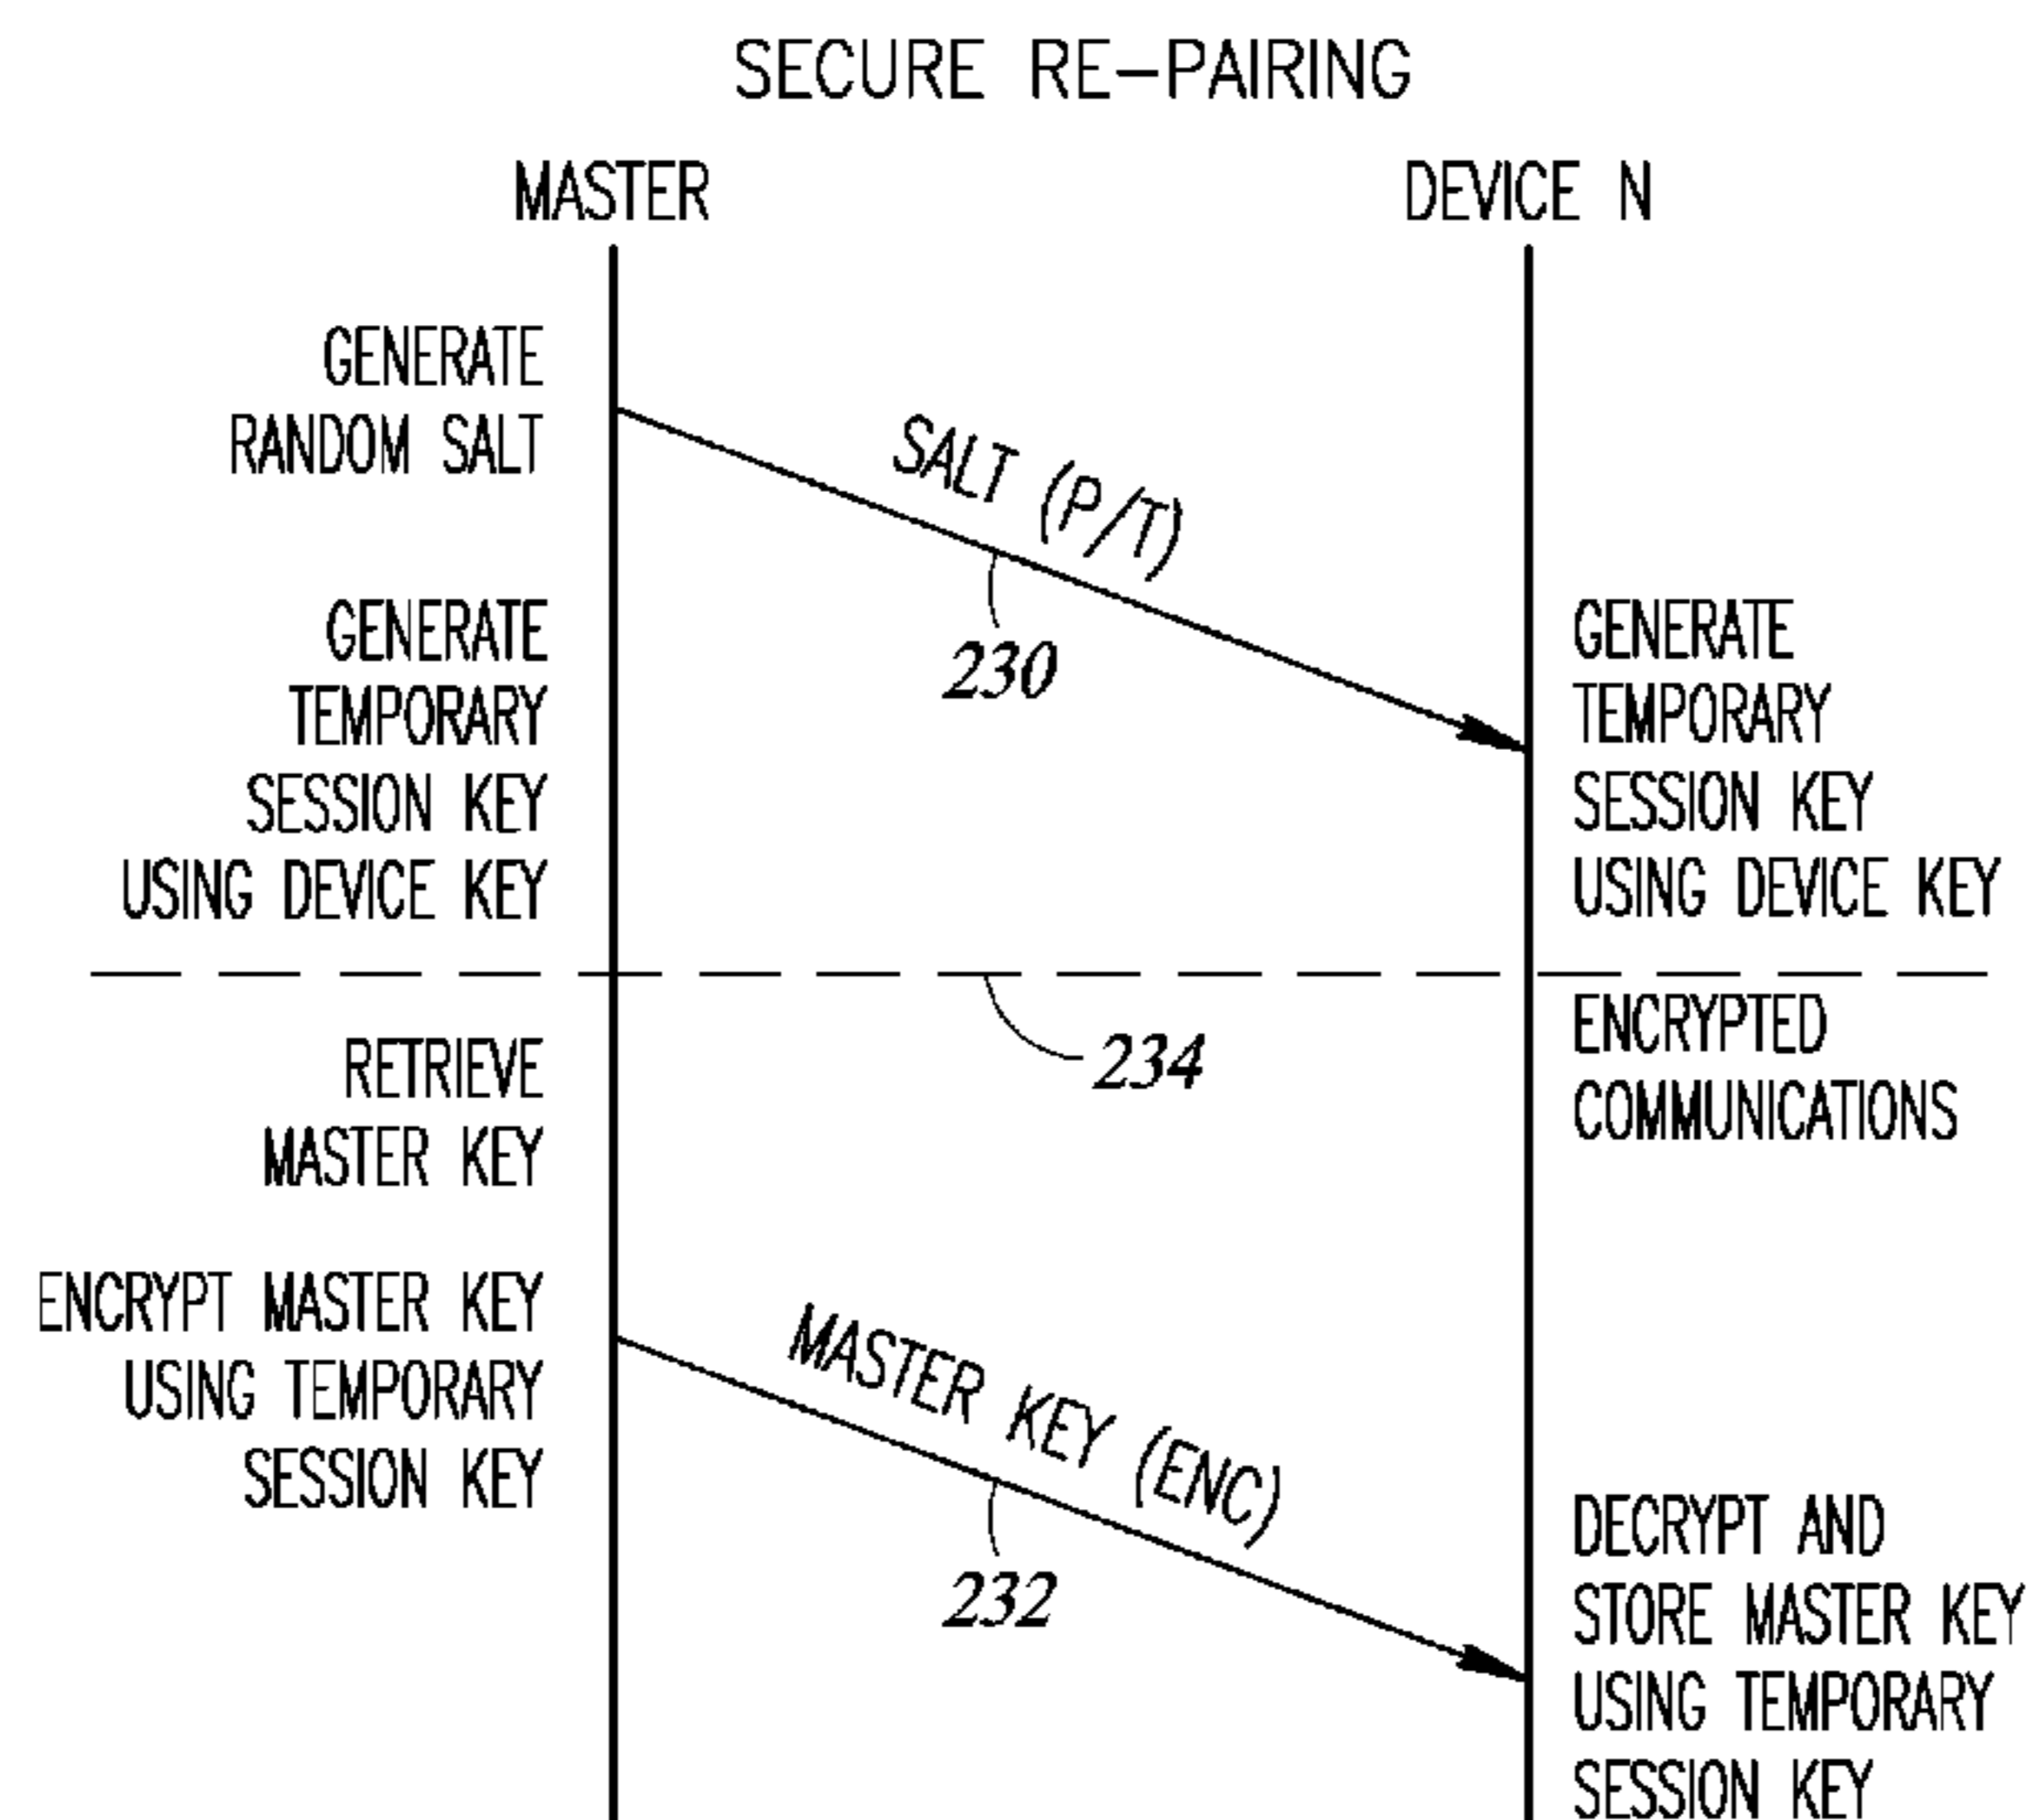 SECURE RE-PAIRING
MASTER
DEVICE N
GENERATE
RANDOM SALT
SALT (P/T)
230
GENERATE
TEMPORARY
SESSION KEY
USING DEVICE KEY
GENERATE
TEMPORARY
SESSION KEY
USING DEVICE KEY
234
ENCRYPTED
COMMUNICATIONS
RETRIEVE
MASTER KEY
ENCRYPT MASTER KEY
USING TEMPORARY
SESSION KEY
MASTER KEY (ENC)
232
DECRYPT AND
STORE MASTER KEY
USING TEMPORARY
SESSION KEY